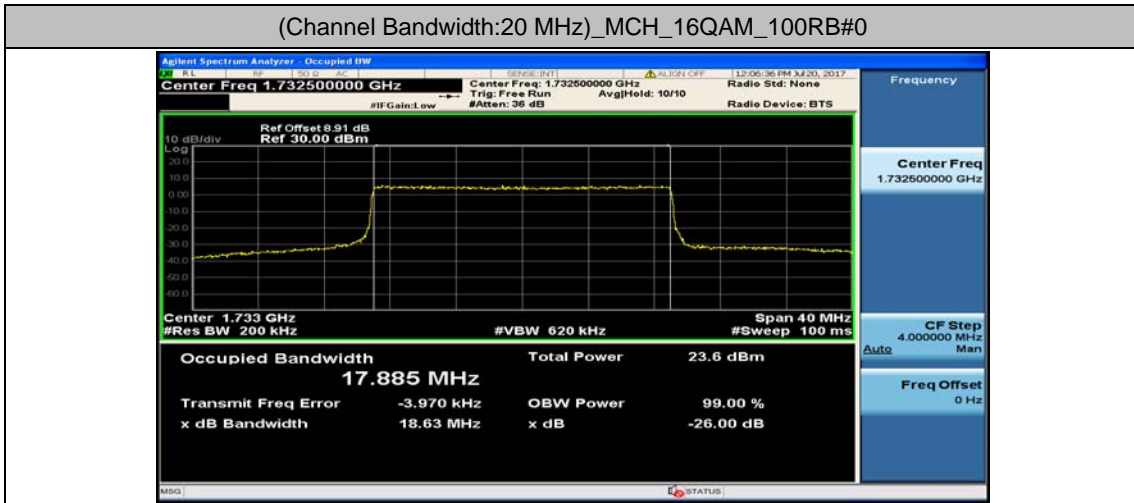 (Channel Bandwidth:20 MHz)_MCH_16QAM_100RB#0
Agilent Spectrum Analyzer - Occupied BW
LXI RL RF 50 Ω AC SENSE:INT ALIGN OFF 12:06:36 PM Jul 20, 2017
Center Freq 1.732500000 GHz
#IFGain:Low
Center Freq: 1.732500000 GHz
Trig: Free Run Avg|Hold: 10/10
#Atten: 36 dB
Radio Std: None
Radio Device: BTS
Ref Offset 8.91 dB
10 dB/div Ref 30.00 dBm
Log
20.0
10.0
0.00
-10.0
-20.0
-30.0
-40.0
-50.0
-60.0
Center 1.733 GHz Span 40 MHz
#Res BW 200 kHz #VBW 620 kHz #Sweep 100 ms
Occupied Bandwidth Total Power 23.6 dBm
17.885 MHz
Transmit Freq Error -3.970 kHz OBW Power 99.00 %
x dB Bandwidth 18.63 MHz x dB -26.00 dB
MSG STATUS
Frequency
Center Freq
1.732500000 GHz
CF Step
4.000000 MHz
Auto Man
Freq Offset
0 Hz